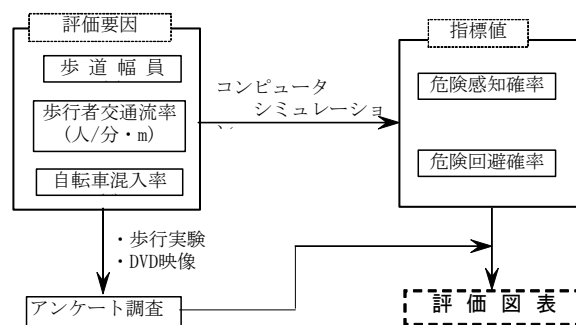 評価要因
歩道幅員
歩行者交通流率
(人/分・m)
自転車混入率
コンピュータ
シミュレーション
指標値
危険感知確率
危険回避確率
・歩行実験
・DVD映像
アンケート調査
評価図表